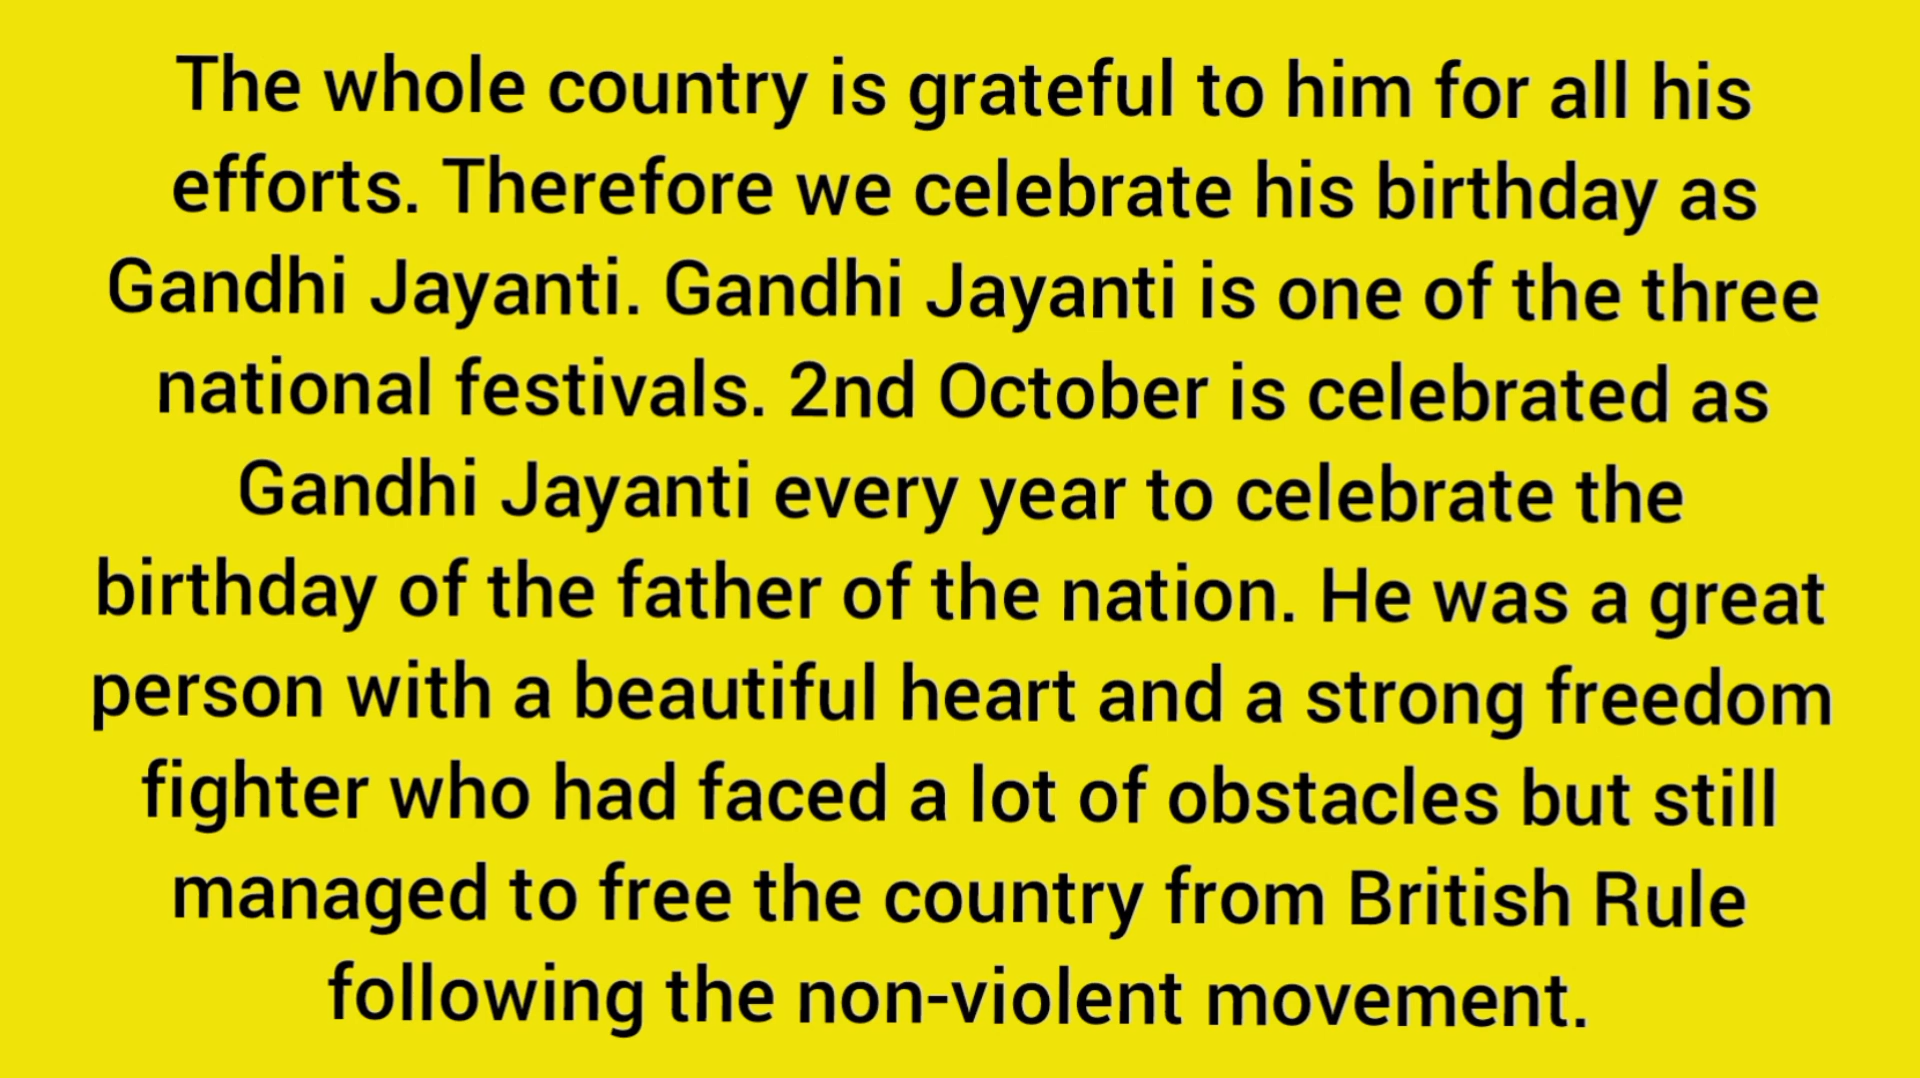 The whole country is grateful to him for all his
efforts. Therefore we celebrate his birthday as
Gandhi Jayanti. Gandhi Jayanti is one of the three
national festivals. 2nd October is celebrated as
Gandhi Jayanti every year to celebrate the
birthday of the father of the nation. He was a great
person with a beautiful heart and a strong freedom
fighter who had faced a lot of obstacles but still
managed to free the country from British Rule
following the non-violent movement.